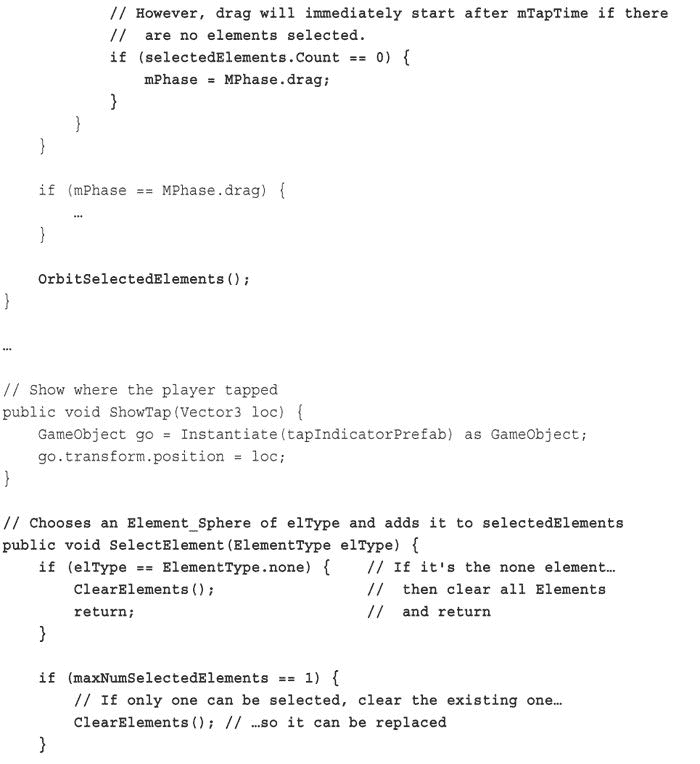 // However, drag will immediately start after mTapTime if there
            //  are no elements selected.
            if (selectedElements.Count == 0) {
                mPhase = MPhase.drag;
            }
        }
    }

    if (mPhase == MPhase.drag) {
        …
    }

    OrbitSelectedElements();
}

…

// Show where the player tapped
public void ShowTap(Vector3 loc) {
    GameObject go = Instantiate(tapIndicatorPrefab) as GameObject;
    go.transform.position = loc;
}

// Chooses an Element_Sphere of elType and adds it to selectedElements
public void SelectElement(ElementType elType) {
    if (elType == ElementType.none) {    // If it's the none element…
        ClearElements();                 //  then clear all Elements
        return;                          //  and return
    }

    if (maxNumSelectedElements == 1) {
        // If only one can be selected, clear the existing one…
        ClearElements(); // …so it can be replaced
    }